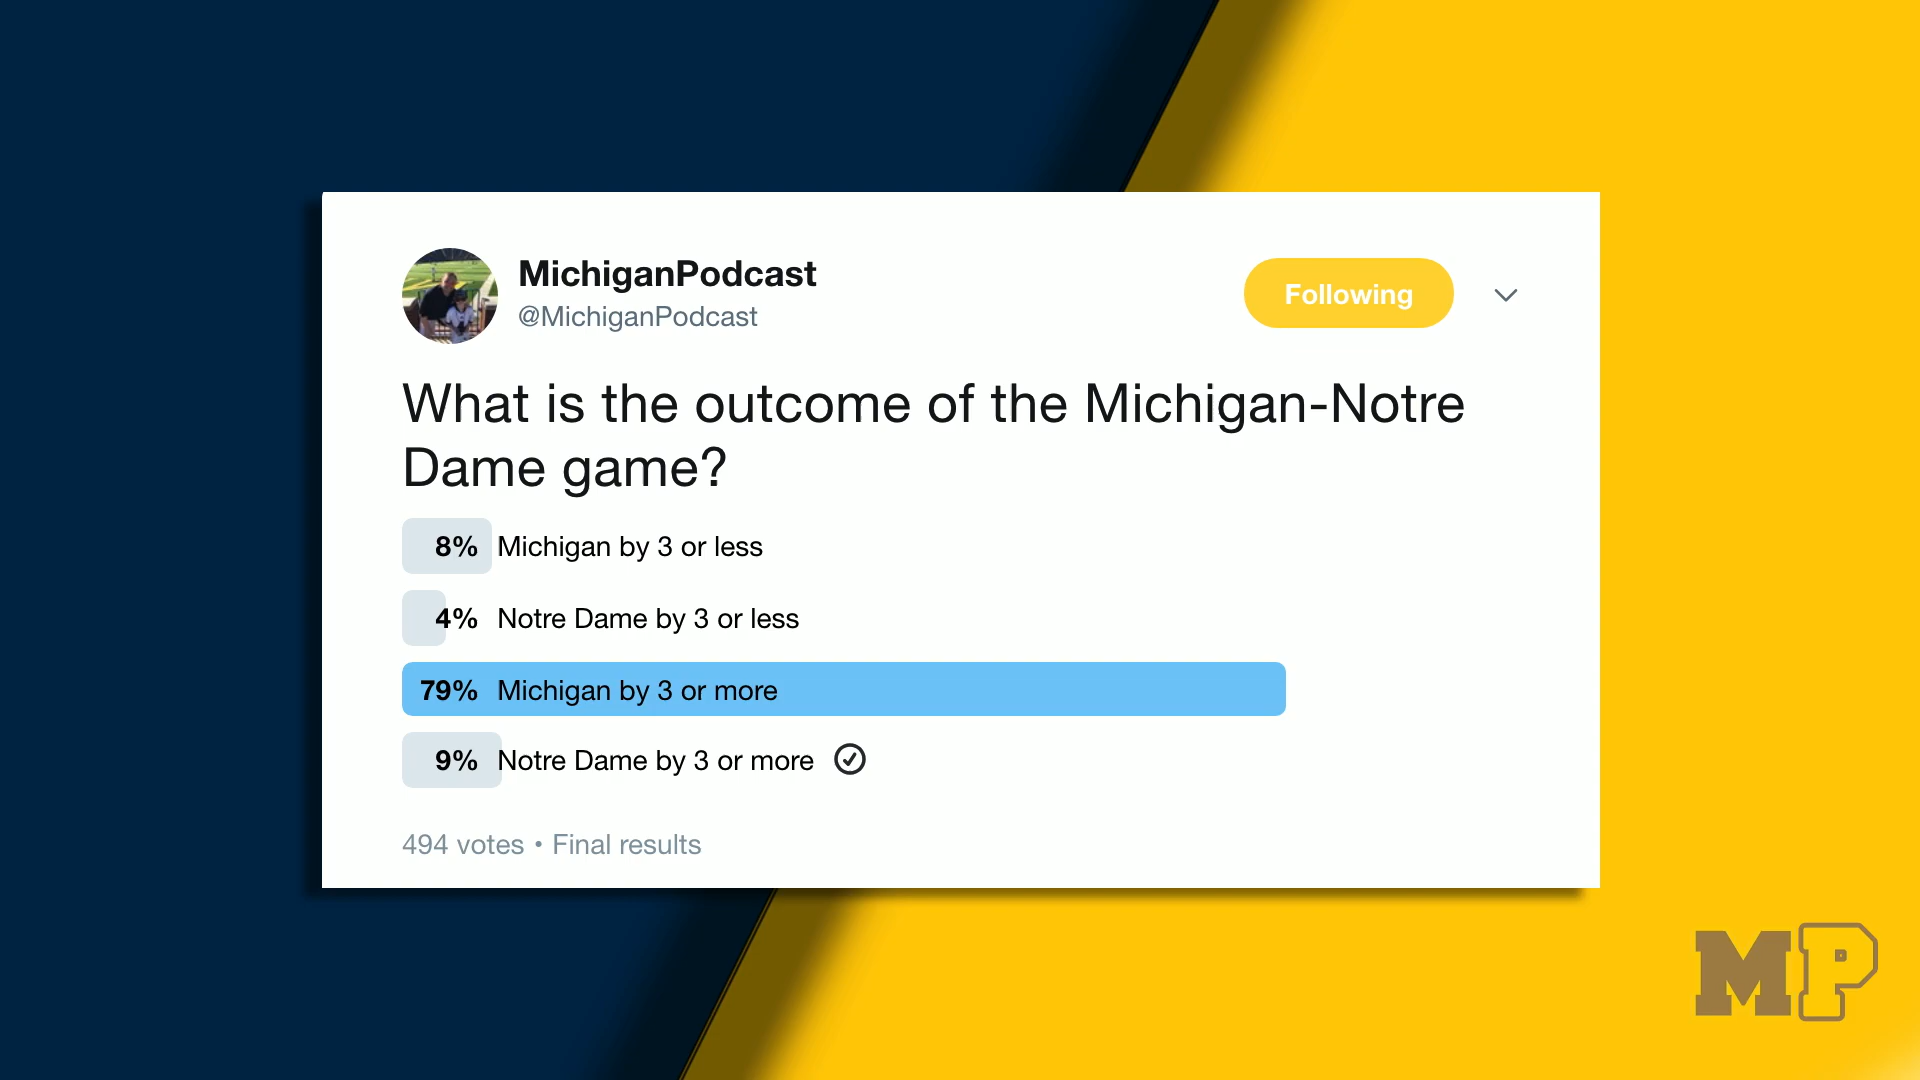 MichiganPodcast
@MichiganPodcast
Following
What is the outcome of the Michigan-Notre
Dame game?
8% Michigan by 3 or less
4% Notre Dame by 3 or less
79% Michigan by 3 or more
9% Notre Dame by 3 or more
494 votes • Final results
MP